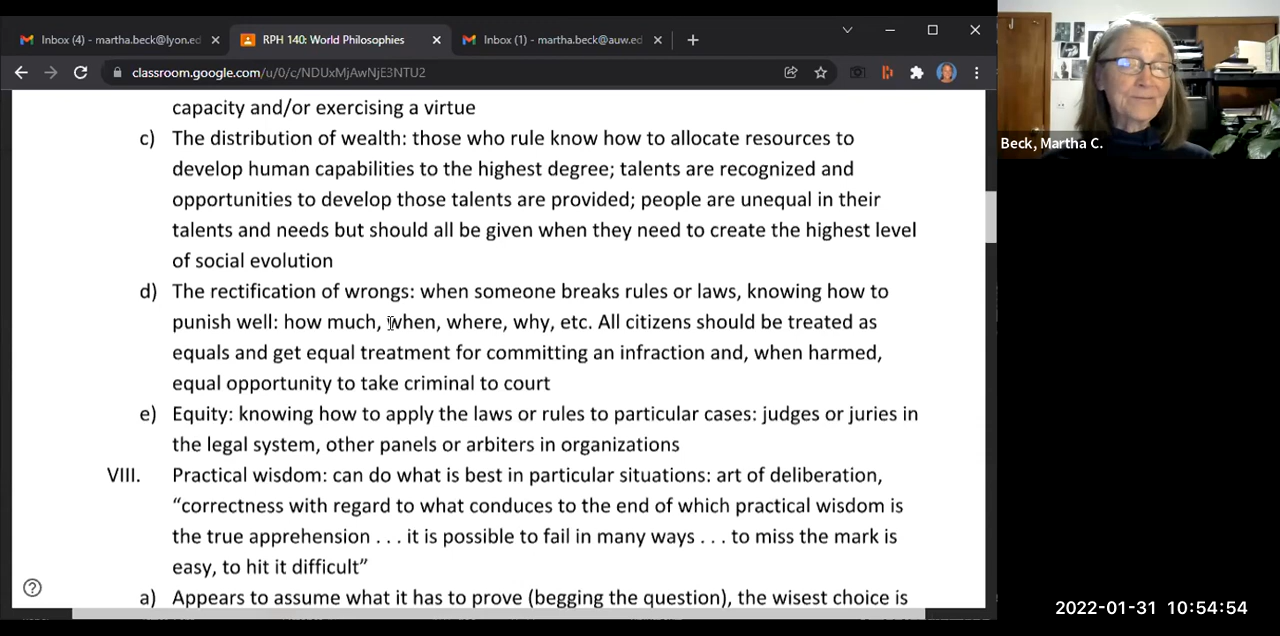 Inbox (4) - martha.beck@lyon.ed
RPH 140: World Philosophies
Inbox (1) - martha.beck@auw.ed
classroom.google.com/u/0/c/NDUxMjAwNjE3NTU2
capacity and/or exercising a virtue
c) The distribution of wealth: those who rule know how to allocate resources to
develop human capabilities to the highest degree; talents are recognized and
opportunities to develop those talents are provided; people are unequal in their
talents and needs but should all be given when they need to create the highest level
of social evolution
d) The rectification of wrongs: when someone breaks rules or laws, knowing how to
punish well: how much, when, where, why, etc. All citizens should be treated as
equals and get equal treatment for committing an infraction and, when harmed,
equal opportunity to take criminal to court
e) Equity: knowing how to apply the laws or rules to particular cases: judges or juries in
the legal system, other panels or arbiters in organizations
VIII. Practical wisdom: can do what is best in particular situations: art of deliberation,
“correctness with regard to what conduces to the end of which practical wisdom is
the true apprehension . . . it is possible to fail in many ways . . . to miss the mark is
easy, to hit it difficult”
a) Appears to assume what it has to prove (begging the question), the wisest choice is
Beck, Martha C.
2022-01-31 10:54:54